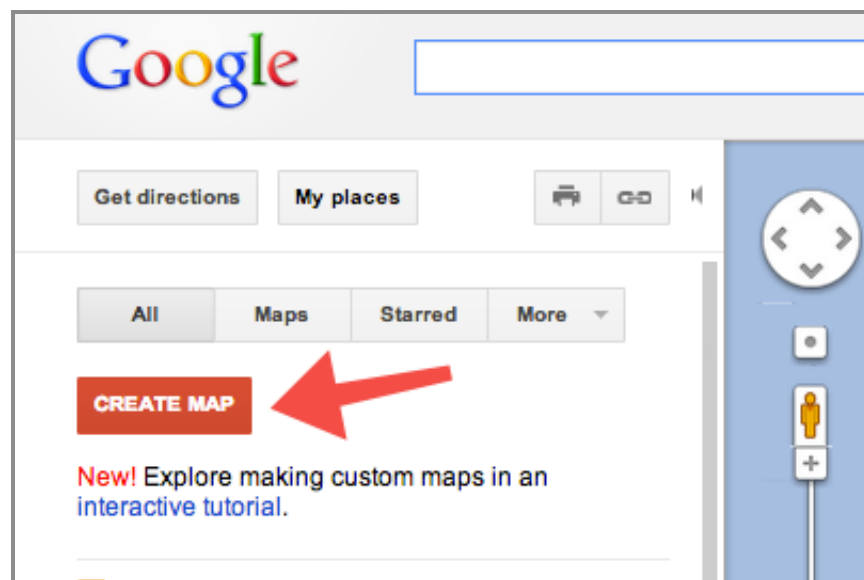 Google
Get directions
My places
All
Maps
Starred
More
CREATE MAP
New! Explore making custom maps in an
interactive tutorial.